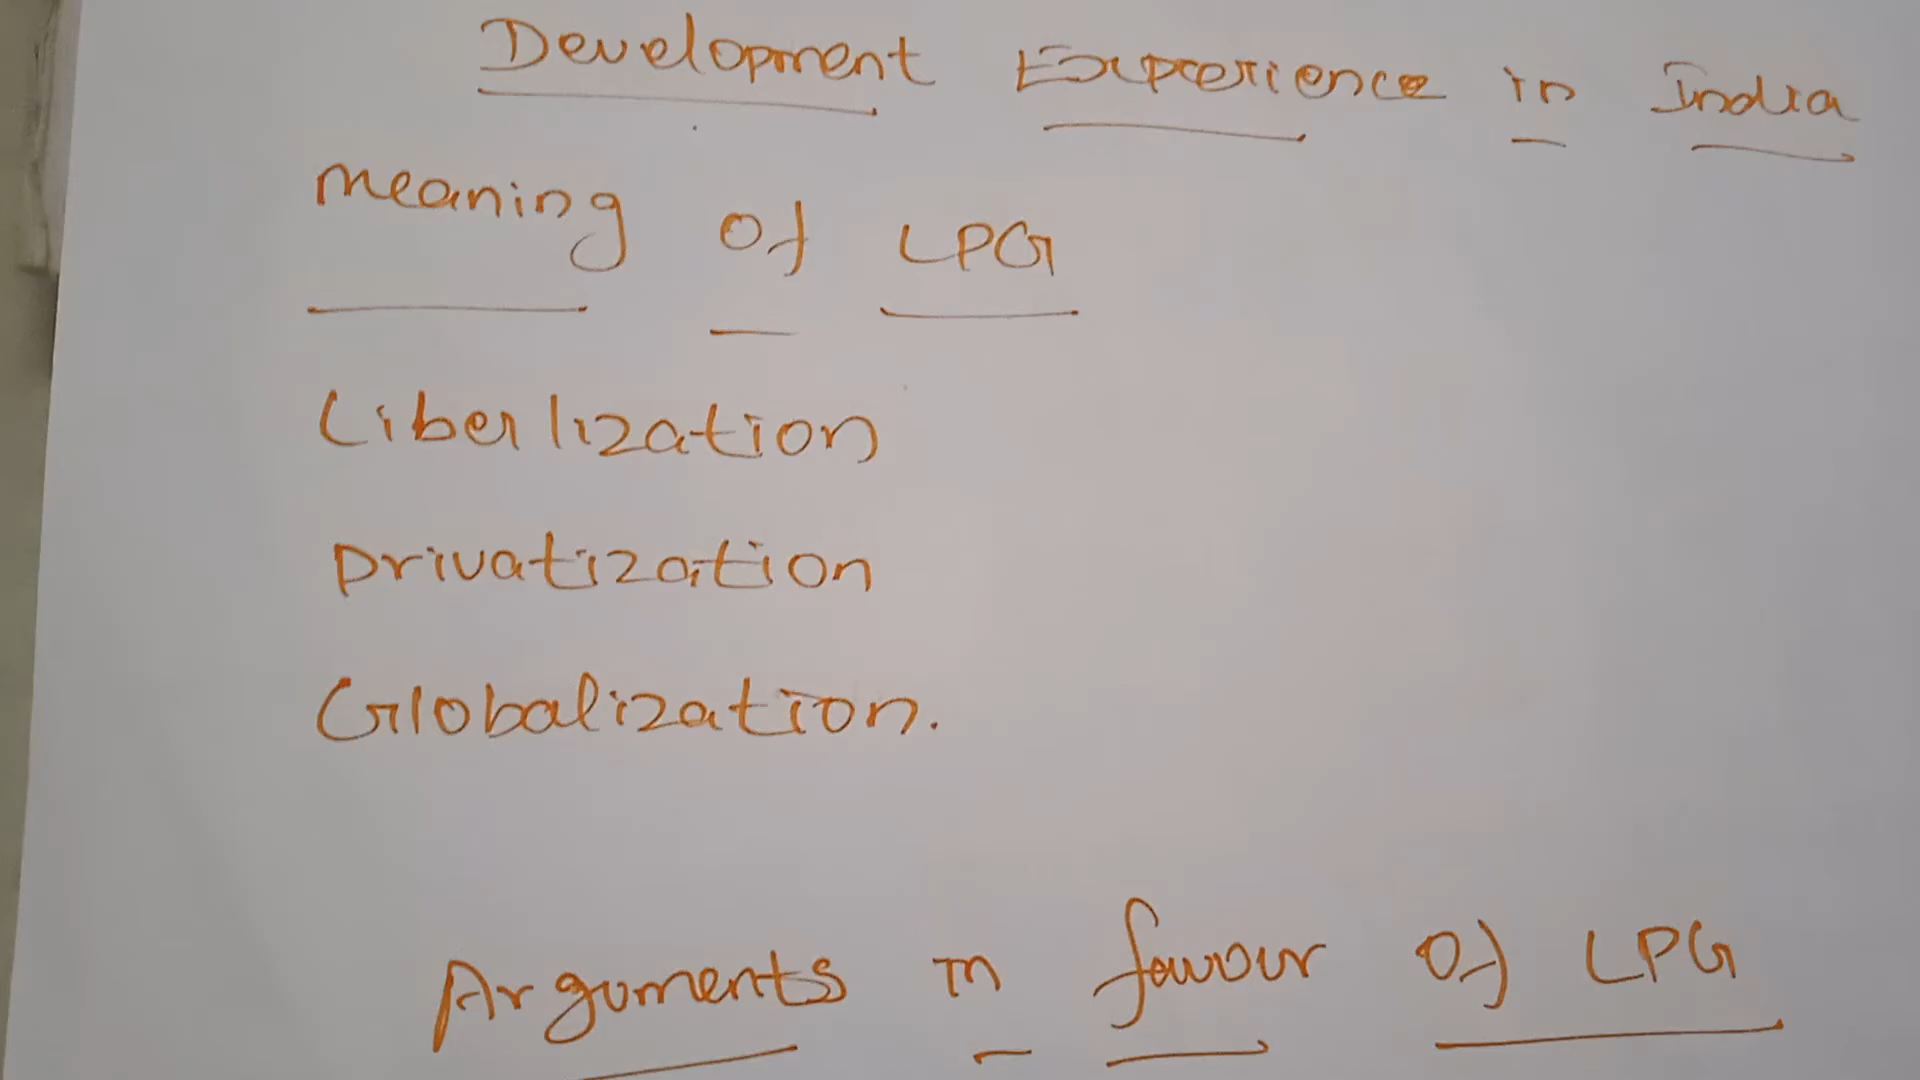 Development Experience in India
meaning of LPG
Liberlization
privatization
Globalization.
Arguments in favour of LPG